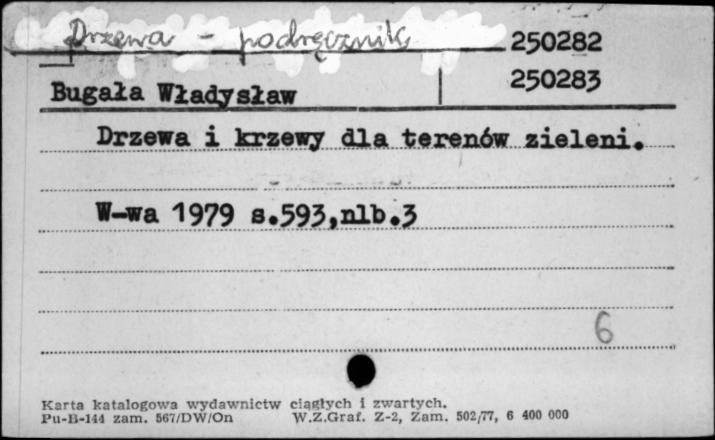 Drzewa - podręcznik 250282
250283
Bugała Władysław
Drzewa i krzewy dla terenów zieleni.
W-wa 1979 s.593,nlb.3
6
Karta katalogowa wydawnictw ciągłych i zwartych.
Pu-B-144 zam. 567/DW/On W.Z.Graf. Z-2, Zam. 502/77, 6 400 000